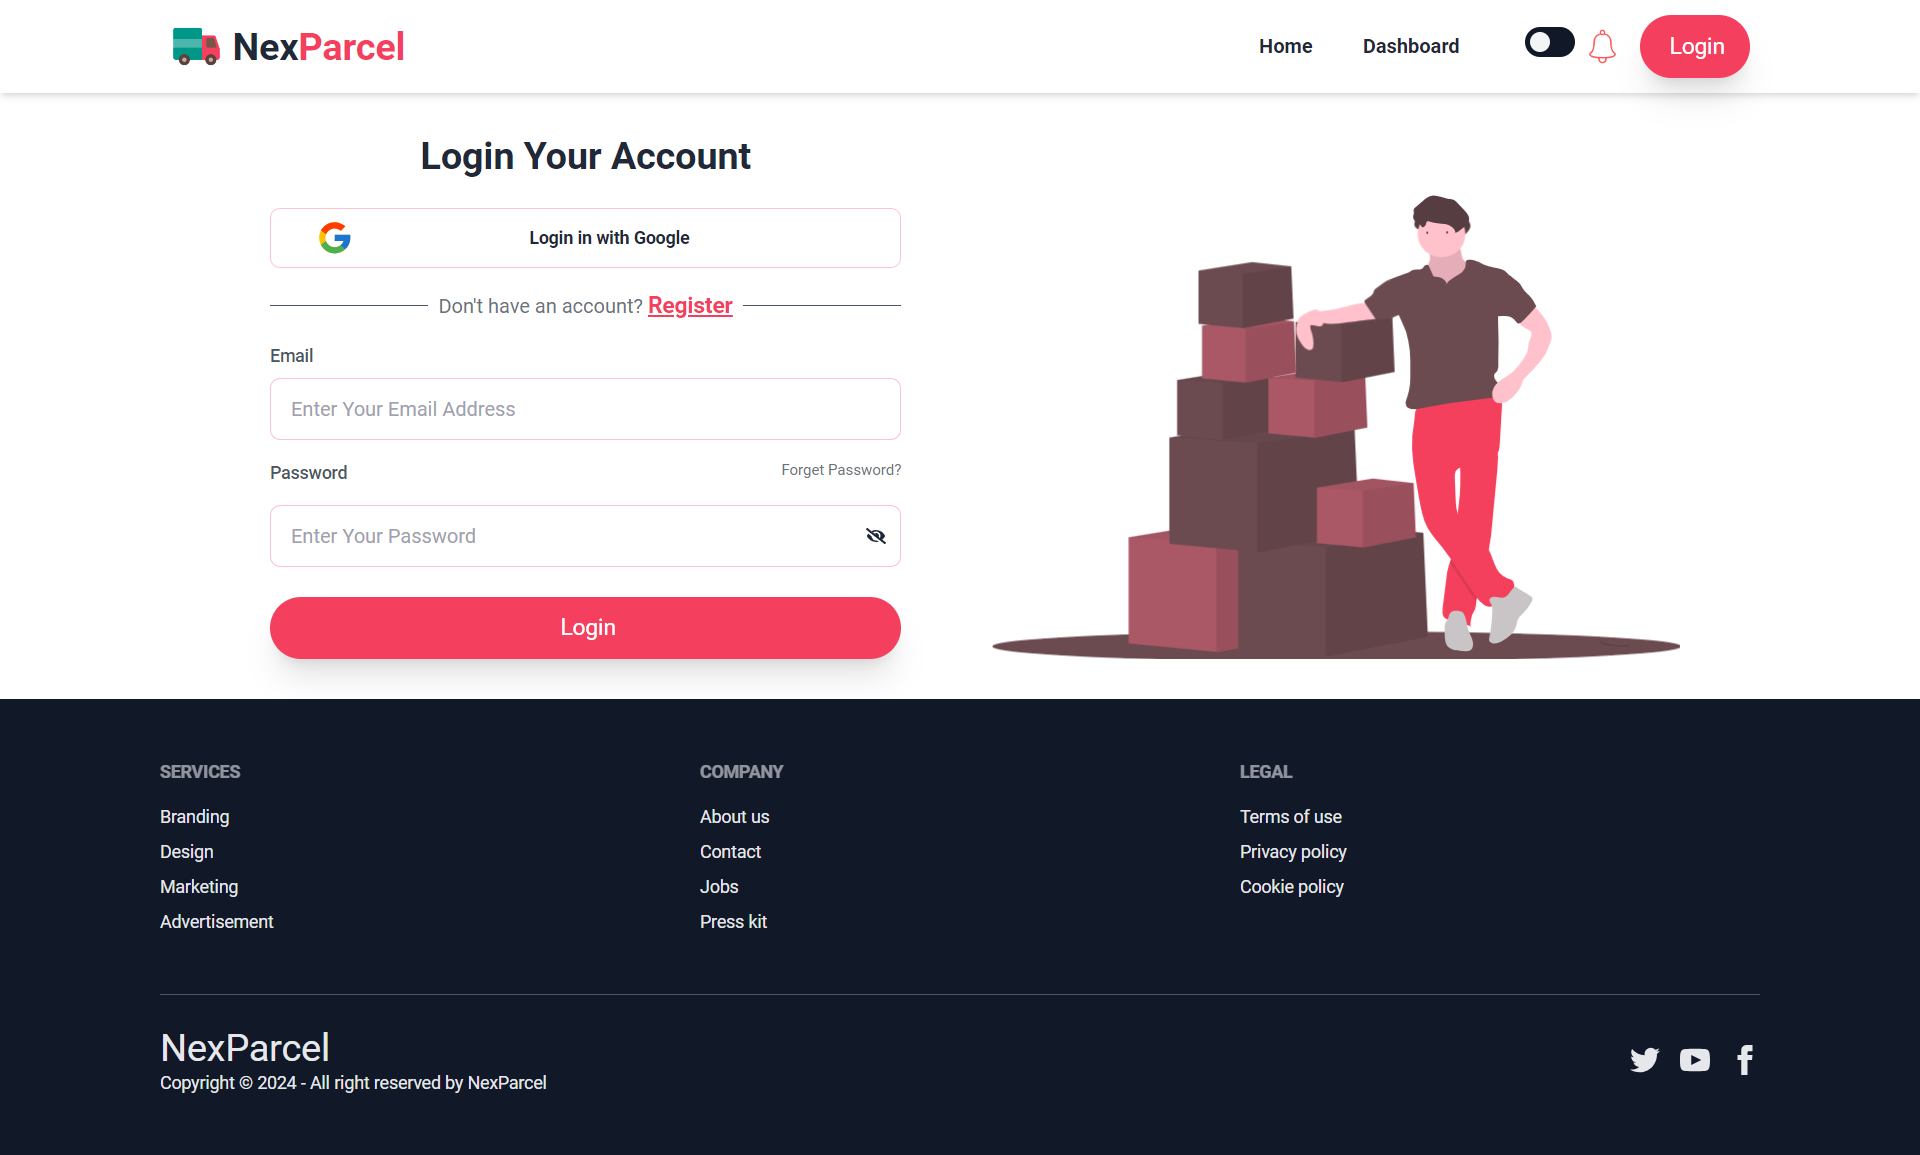 NexParcel
Home
Dashboard
Login
Login Your Account
Login in with Google
Don't have an account? Register
Email
Enter Your Email Address
Password
Forget Password?
Enter Your Password
Login
SERVICES
Branding
Design
Marketing
Advertisement
COMPANY
About us
Contact
Jobs
Press kit
LEGAL
Terms of use
Privacy policy
Cookie policy
NexParcel
Copyright © 2024 - All right reserved by NexParcel